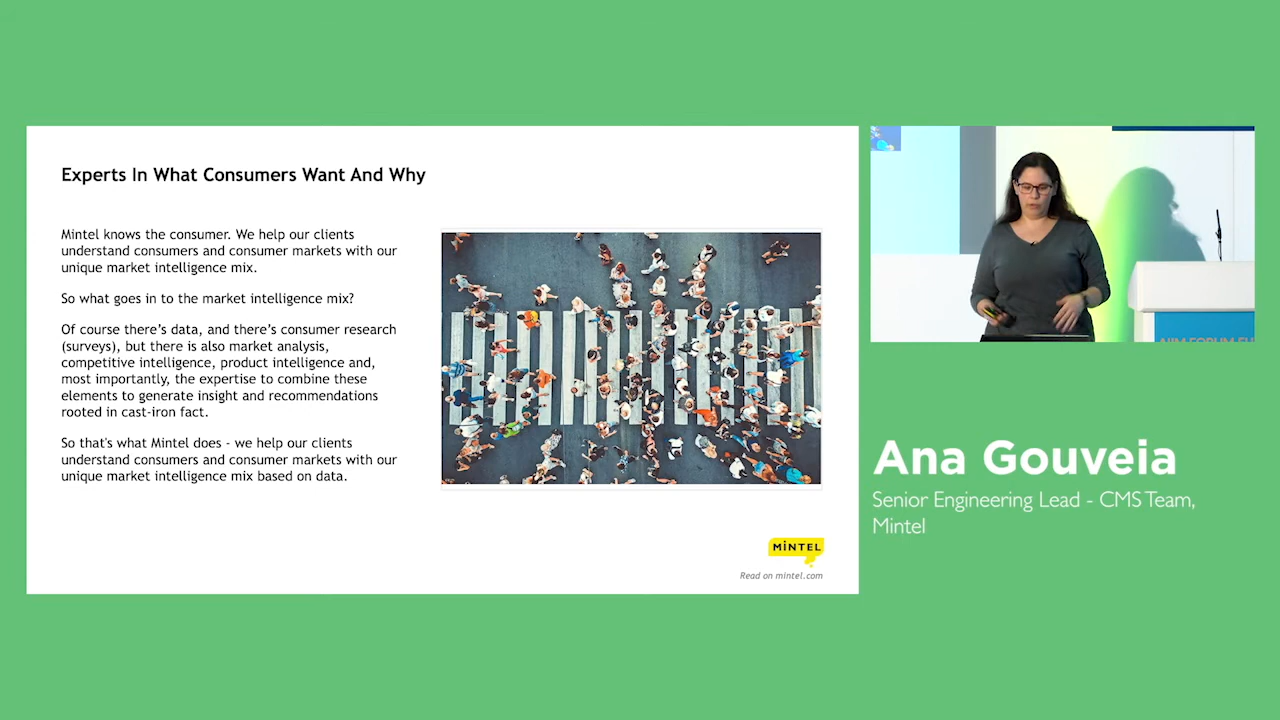 Experts In What Consumers Want And Why
Mintel knows the consumer. We help our clients
understand consumers and consumer markets with our
unique market intelligence mix.
So what goes in to the market intelligence mix?
Of course there's data, and there's consumer research
(surveys), but there is also market analysis,
competitive intelligence, product intelligence and,
most importantly, the expertise to combine these
elements to generate insight and recommendations
rooted in cast-iron fact.
So that's what Mintel does - we help our clients
understand consumers and consumer markets with our
unique market intelligence mix based on data.
MiNTEL
Read on mintel.com
AIIM FORUM EU
Ana Gouveia
Senior Engineering Lead - CMS Team,
Mintel